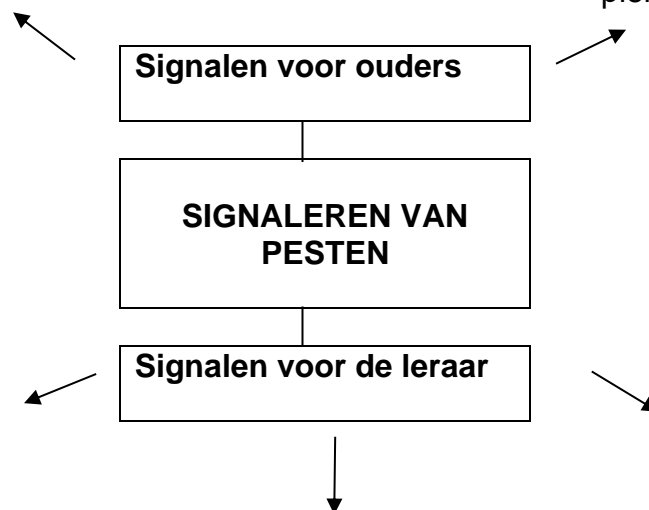 Signalen voor ouders
SIGNALEREN VAN
PESTEN
Signalen voor de leraar